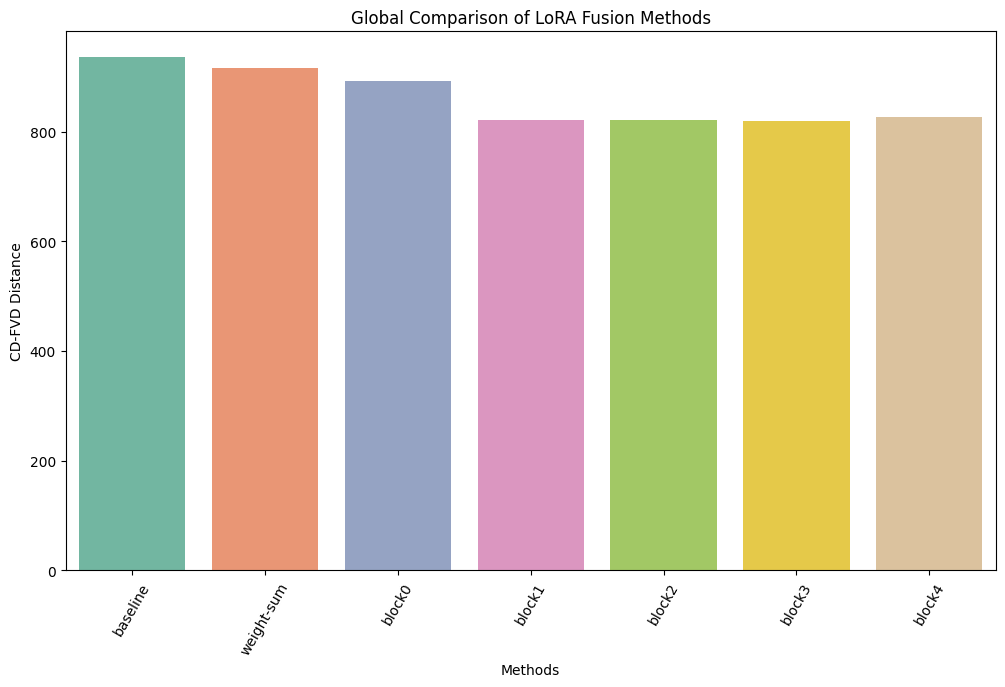 Global Comparison of LoRA Fusion Methods
CD-FVD Distance
800
600
400
200
0
baseline
weight-sum
block0
block1
block2
block3
block4
Methods